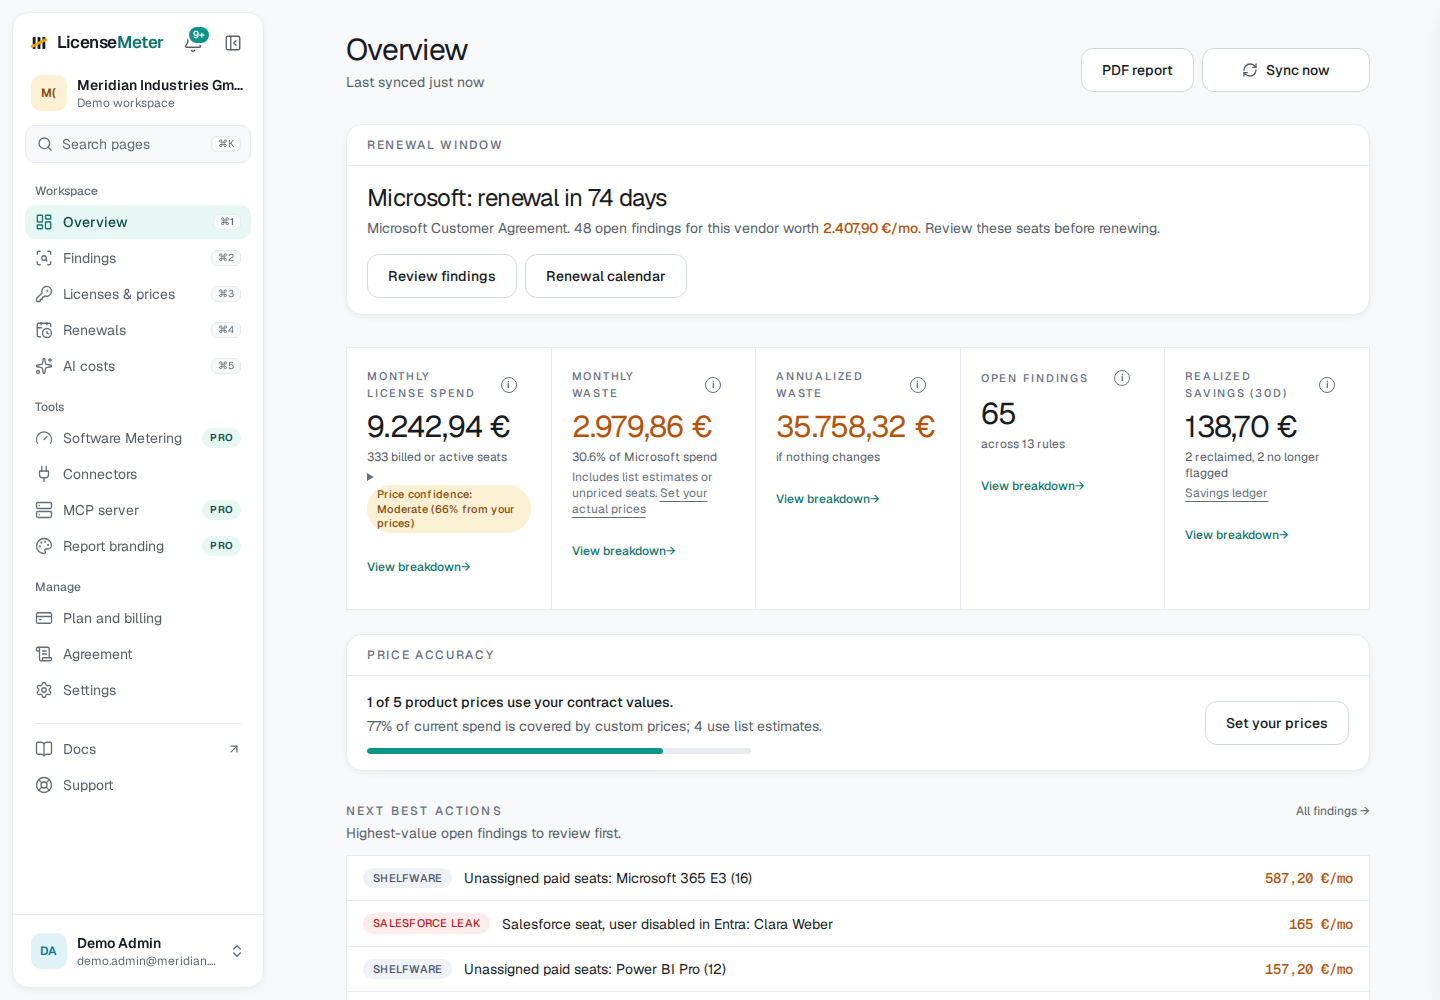 LicenseMeter
9+
M(
Meridian Industries Gm...
Demo workspace
Search pages ⌘K
Workspace
Overview ⌘1
Findings ⌘2
Licenses & prices ⌘3
Renewals ⌘4
AI costs ⌘5
Tools
Software Metering PRO
Connectors
MCP server PRO
Report branding PRO
Manage
Plan and billing
Agreement
Settings
Docs
Support
DA
Demo Admin
demo.admin@meridian....
Overview
Last synced just now
PDF report
Sync now
RENEWAL WINDOW
Microsoft: renewal in 74 days
Microsoft Customer Agreement. 48 open findings for this vendor worth 2.407,90 €/mo. Review these seats before renewing.
Review findings
Renewal calendar
MONTHLY
LICENSE SPEND
9.242,94 €
333 billed or active seats
Price confidence:
Moderate (66% from your
prices)
View breakdown→
MONTHLY
WASTE
2.979,86 €
30.6% of Microsoft spend
Includes list estimates or
unpriced seats. Set your
actual prices
View breakdown→
ANNUALIZED
WASTE
35.758,32 €
if nothing changes
View breakdown→
OPEN FINDINGS
65
across 13 rules
View breakdown→
REALIZED
SAVINGS (30D)
138,70 €
2 reclaimed, 2 no longer
flagged
Savings ledger
View breakdown→
PRICE ACCURACY
1 of 5 product prices use your contract values.
77% of current spend is covered by custom prices; 4 use list estimates.
Set your prices
NEXT BEST ACTIONS
All findings →
Highest-value open findings to review first.
SHELFWARE Unassigned paid seats: Microsoft 365 E3 (16) 587,20 €/mo
SALESFORCE LEAK Salesforce seat, user disabled in Entra: Clara Weber 165 €/mo
SHELFWARE Unassigned paid seats: Power BI Pro (12) 157,20 €/mo